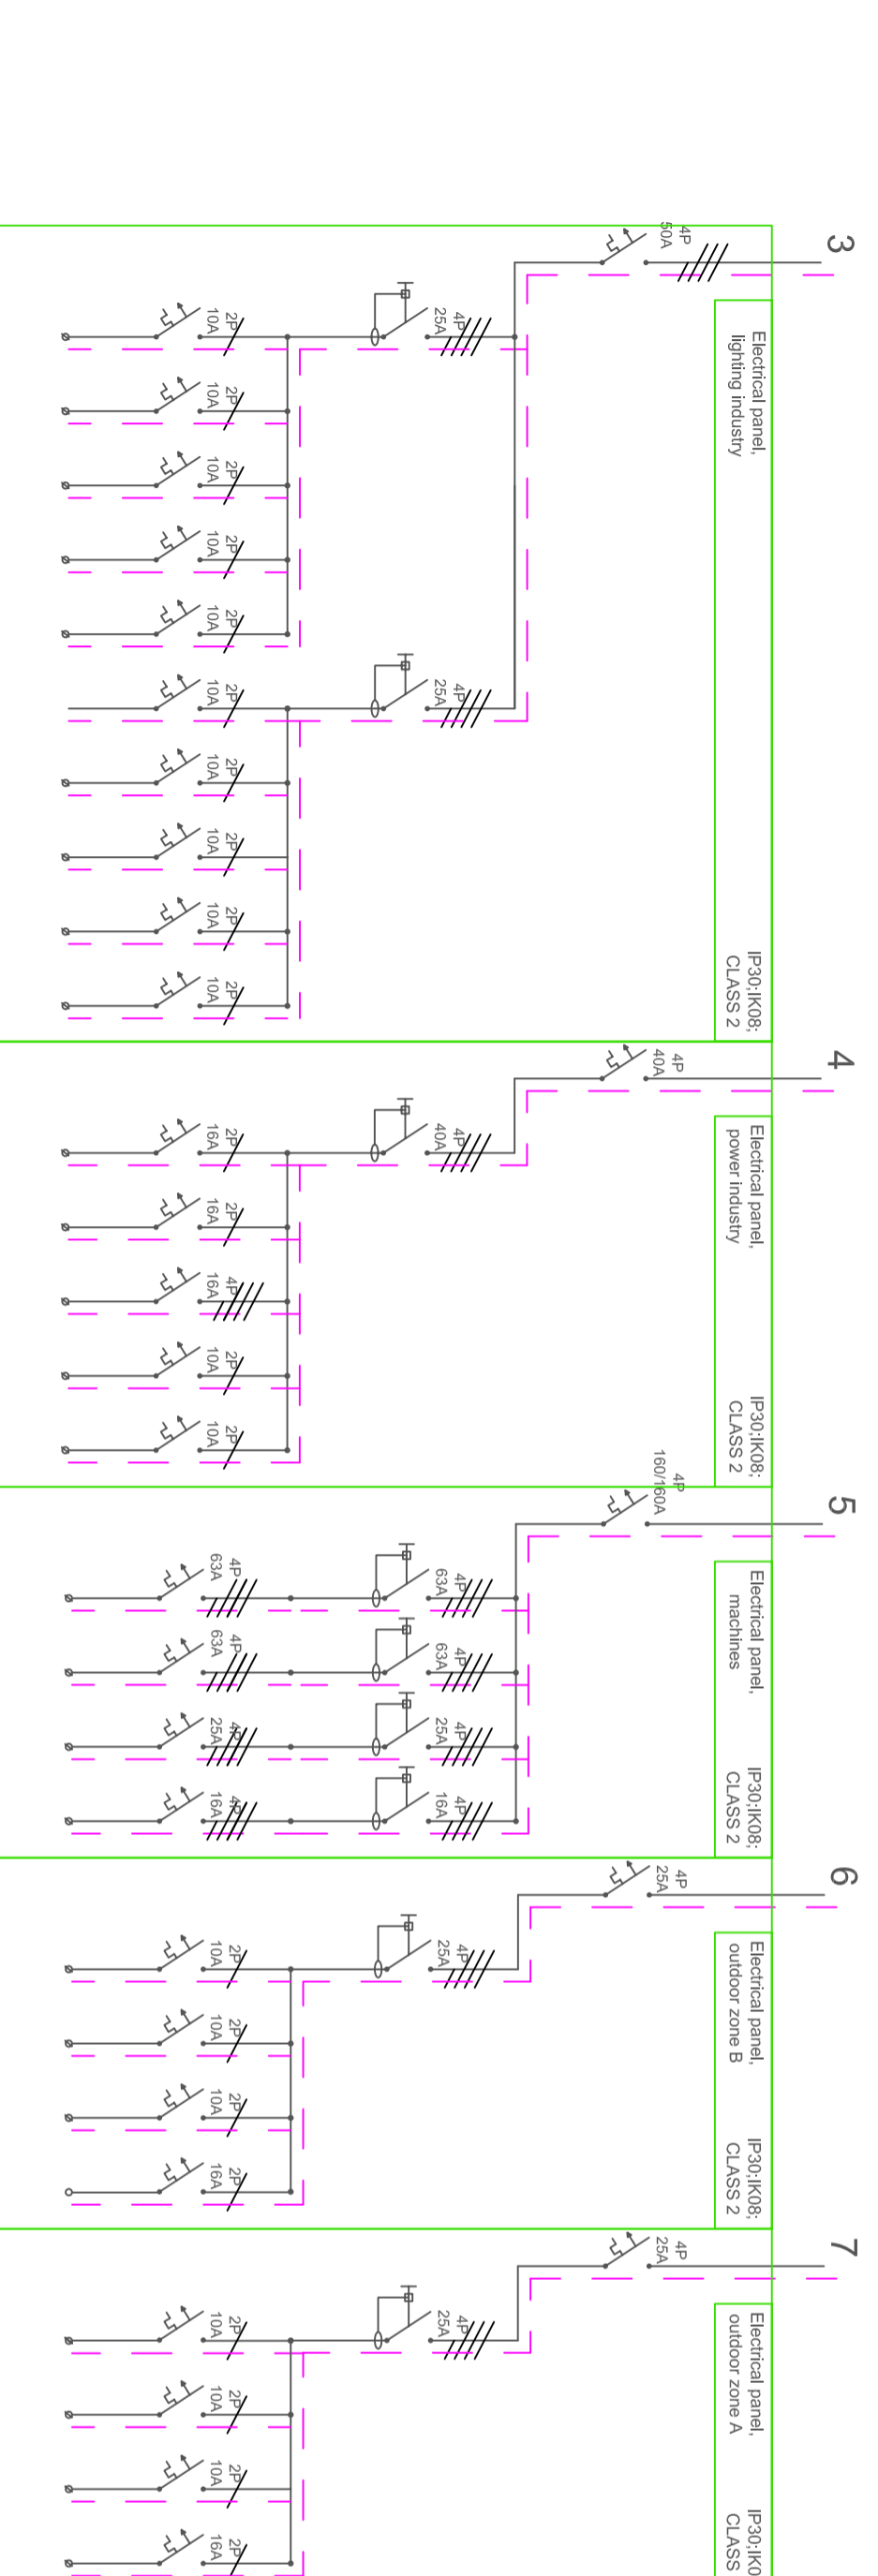 3
4P
50A
Electrical panel,
lighting industry
IP30;IK08;
CLASS 2
4P
25A
4P
25A
2P
10A
2P
10A
2P
10A
2P
10A
2P
10A
2P
10A
2P
10A
2P
10A
2P
10A
2P
10A
4
4P
40A
Electrical panel,
power industry
IP30;IK08;
CLASS 2
4P
40A
2P
16A
2P
16A
4P
16A
2P
10A
2P
10A
5
4P
160/160A
Electrical panel,
machines
IP30;IK08;
CLASS 2
4P
63A
4P
63A
4P
25A
4P
16A
4P
63A
4P
63A
4P
25A
4P
16A
6
4P
25A
Electrical panel,
outdoor zone B
IP30;IK08;
CLASS 2
4P
25A
2P
10A
2P
10A
2P
10A
2P
16A
7
4P
25A
Electrical panel,
outdoor zone A
IP30;IK0
CLASS
4P
25A
2P
10A
2P
10A
2P
10A
2P
16A